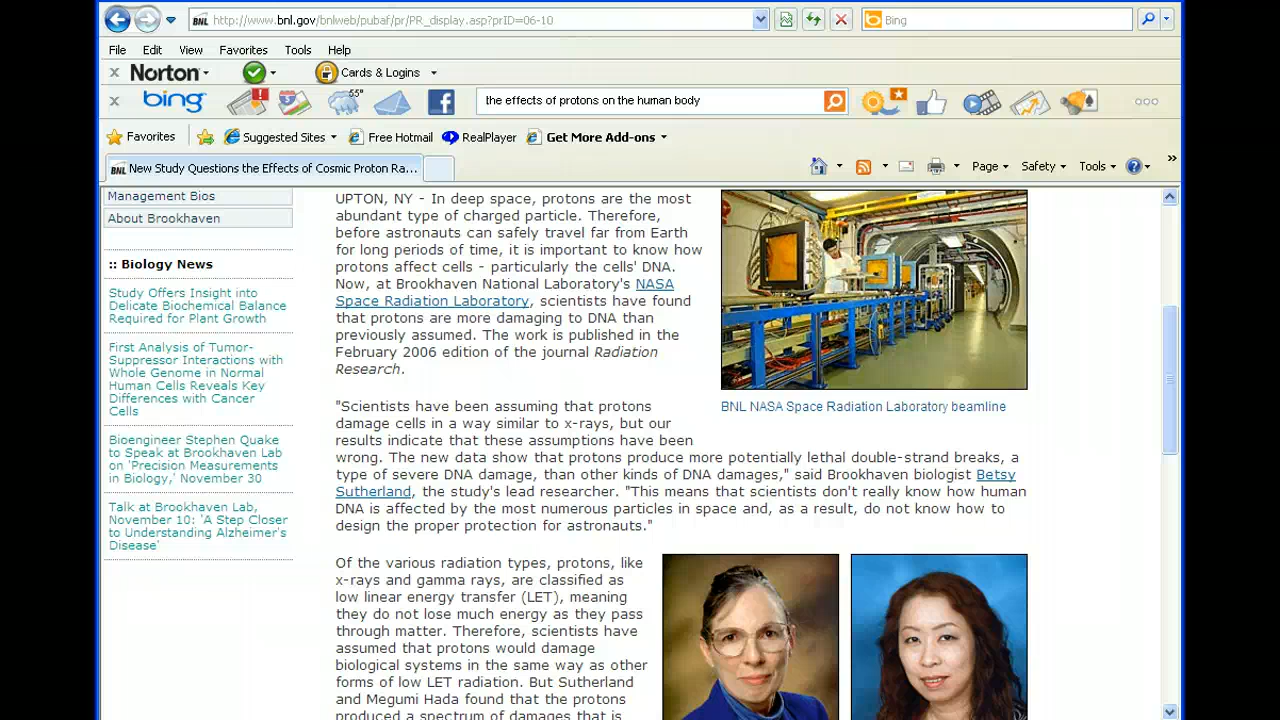 BNL http://www.bnl.gov/bnlweb/pubaf/pr/PR_display.asp?prID=06-10
Bing
File Edit View Favorites Tools Help
Norton Cards & Logins
bing 55° the effects of protons on the human body
Favorites Suggested Sites Free Hotmail RealPlayer Get More Add-ons
BNL New Study Questions the Effects of Cosmic Proton Ra...
Page Safety Tools
Management Bios
About Brookhaven
:: Biology News
Study Offers Insight into
Delicate Biochemical Balance
Required for Plant Growth
First Analysis of Tumor-
Suppressor Interactions with
Whole Genome in Normal
Human Cells Reveals Key
Differences with Cancer
Cells
Bioengineer Stephen Quake
to Speak at Brookhaven Lab
on 'Precision Measurements
in Biology,' November 30
Talk at Brookhaven Lab,
November 10: 'A Step Closer
to Understanding Alzheimer's
Disease'
UPTON, NY - In deep space, protons are the most
abundant type of charged particle. Therefore,
before astronauts can safely travel far from Earth
for long periods of time, it is important to know how
protons affect cells - particularly the cells' DNA.
Now, at Brookhaven National Laboratory's NASA
Space Radiation Laboratory, scientists have found
that protons are more damaging to DNA than
previously assumed. The work is published in the
February 2006 edition of the journal Radiation
Research.
BNL NASA Space Radiation Laboratory beamline
"Scientists have been assuming that protons
damage cells in a way similar to x-rays, but our
results indicate that these assumptions have been
wrong. The new data show that protons produce more potentially lethal double-strand breaks, a
type of severe DNA damage, than other kinds of DNA damages," said Brookhaven biologist Betsy
Sutherland, the study's lead researcher. "This means that scientists don't really know how human
DNA is affected by the most numerous particles in space and, as a result, do not know how to
design the proper protection for astronauts."
Of the various radiation types, protons, like
x-rays and gamma rays, are classified as
low linear energy transfer (LET), meaning
they do not lose much energy as they pass
through matter. Therefore, scientists have
assumed that protons would damage
biological systems in the same way as other
forms of low LET radiation. But Sutherland
and Megumi Hada found that the protons
produced a spectrum of damages that is